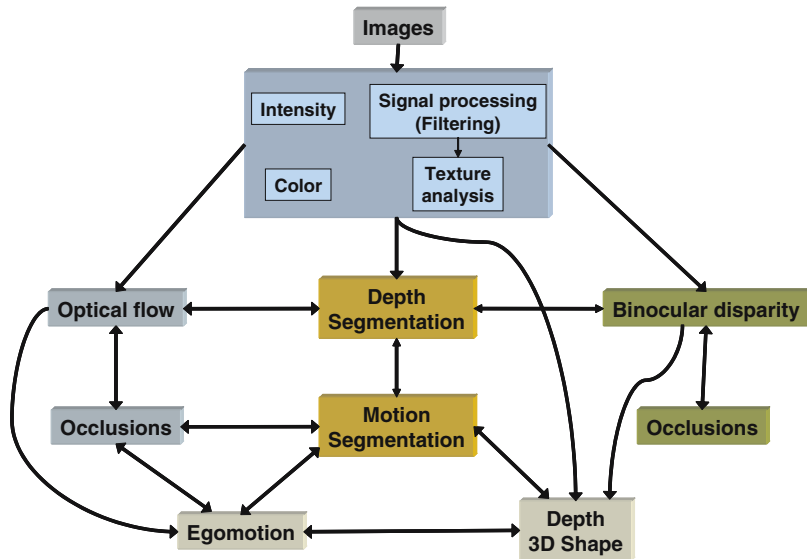 Images
Intensity
Signal processing
(Filtering)
Color
Texture
analysis
Optical flow
Depth
Segmentation
Binocular disparity
Occlusions
Motion
Segmentation
Occlusions
Egomotion
Depth
3D Shape